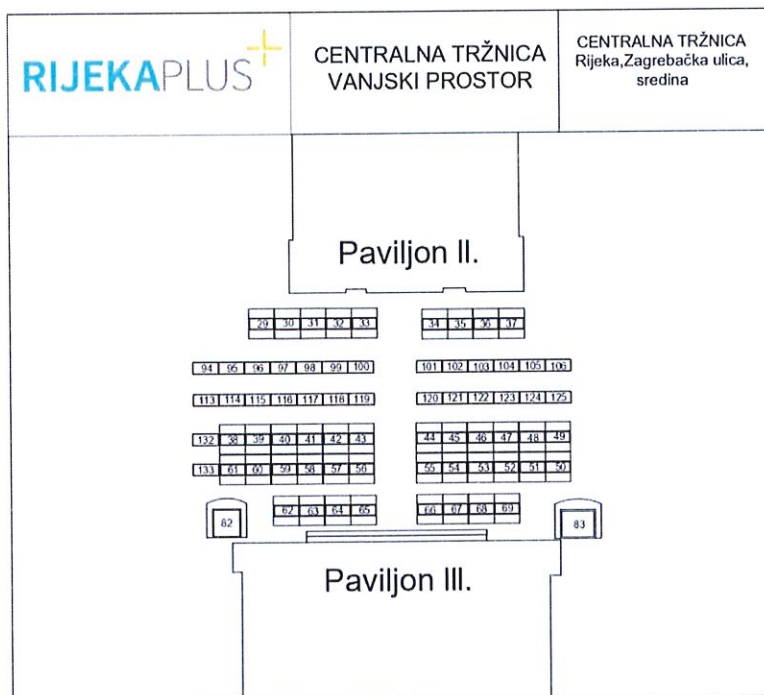 RIJEKAPLUS
CENTRALNA TRŽNICA
VANJSKI PROSTOR
CENTRALNA TRŽNICA
Rijeka,Zagrebačka ulica,
sredina
Paviljon II.
29 30 31 32 33 34 35 36 37
94 95 96 97 98 99 100 101 102 103 104 105 106
113 114 115 116 117 118 119 120 121 122 123 124 125
132 38 39 40 41 42 43 44 45 46 47 48 49
133 61 60 59 58 57 56 55 54 53 52 51 50
62 63 64 65 66 67 68 69
82 83
Paviljon III.